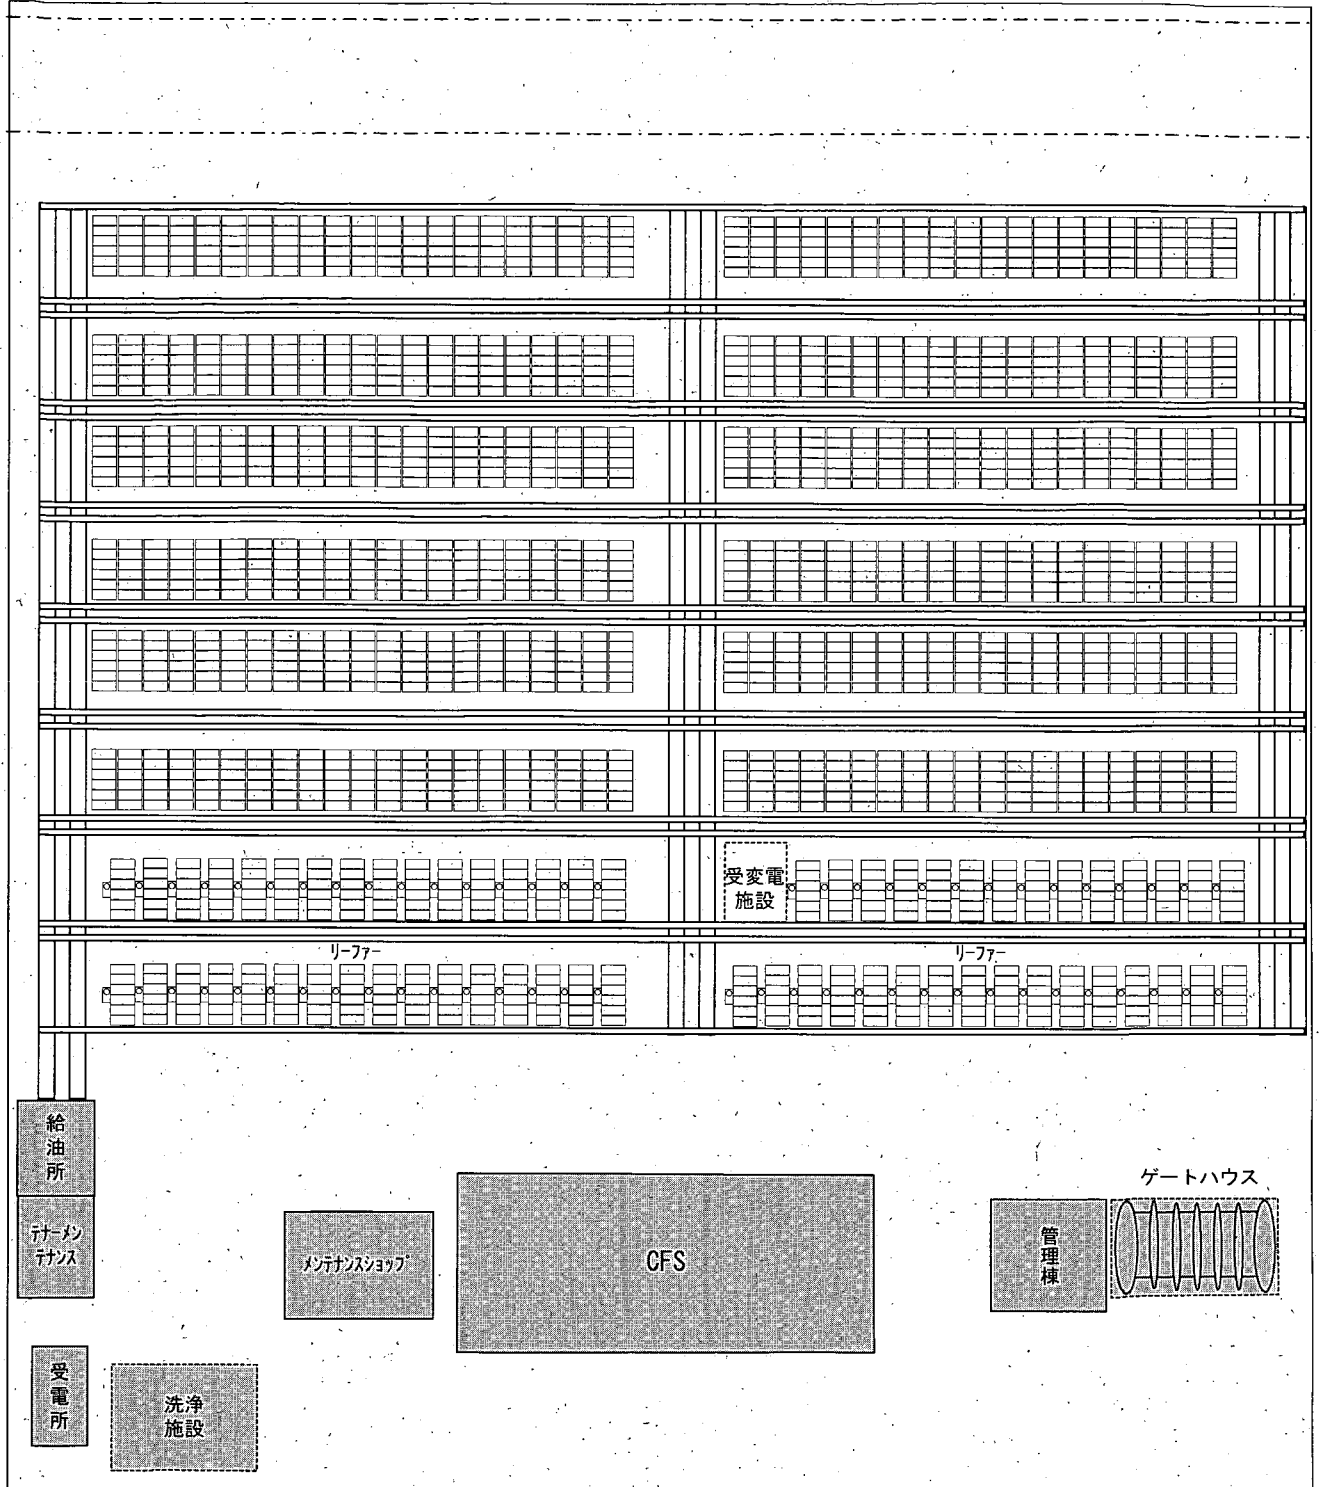 受変電
施設
リーファー
リーファー
給
油
所
ゲートハウス
テナーメン
テナンス
メンテナンスショップ
CFS
管
理
棟
受
電
所
洗浄
施設